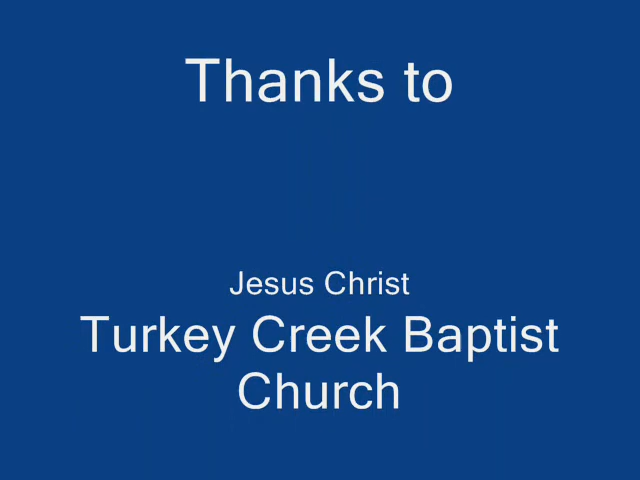 Thanks to
Jesus Christ
Turkey Creek Baptist
Church